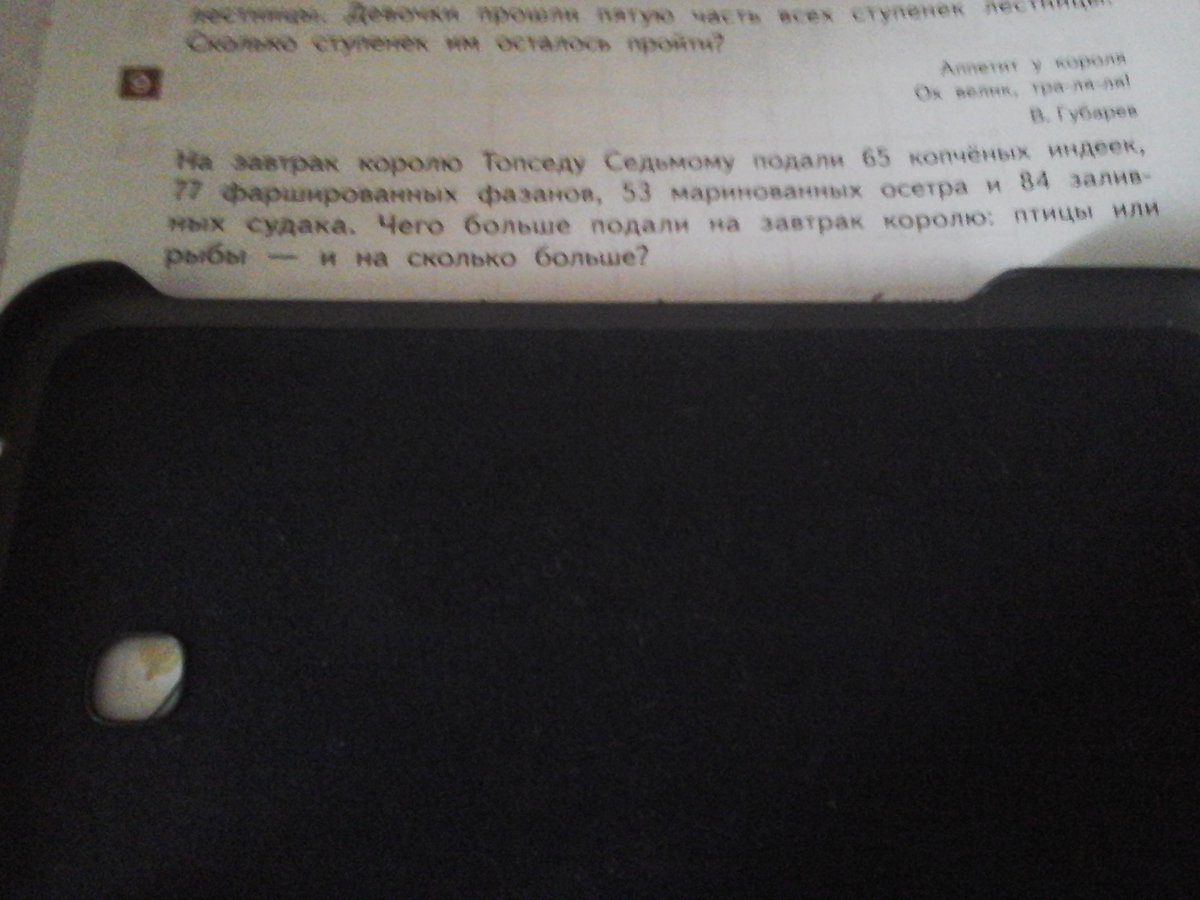 лестницы. Девочки прошли пятую часть всех ступенек лестницы.
Сколько ступенек им осталось пройти?
9
Аппетит у короля
Ох велик, тра-ля-ля!
В. Губарев
На завтрак королю Топседу Седьмому подали 65 копчёных индеек,
77 фаршированных фазанов, 53 маринованных осетра и 84 залив-
ных судака. Чего больше подали на завтрак королю: птицы или
рыбы — и на сколько больше?